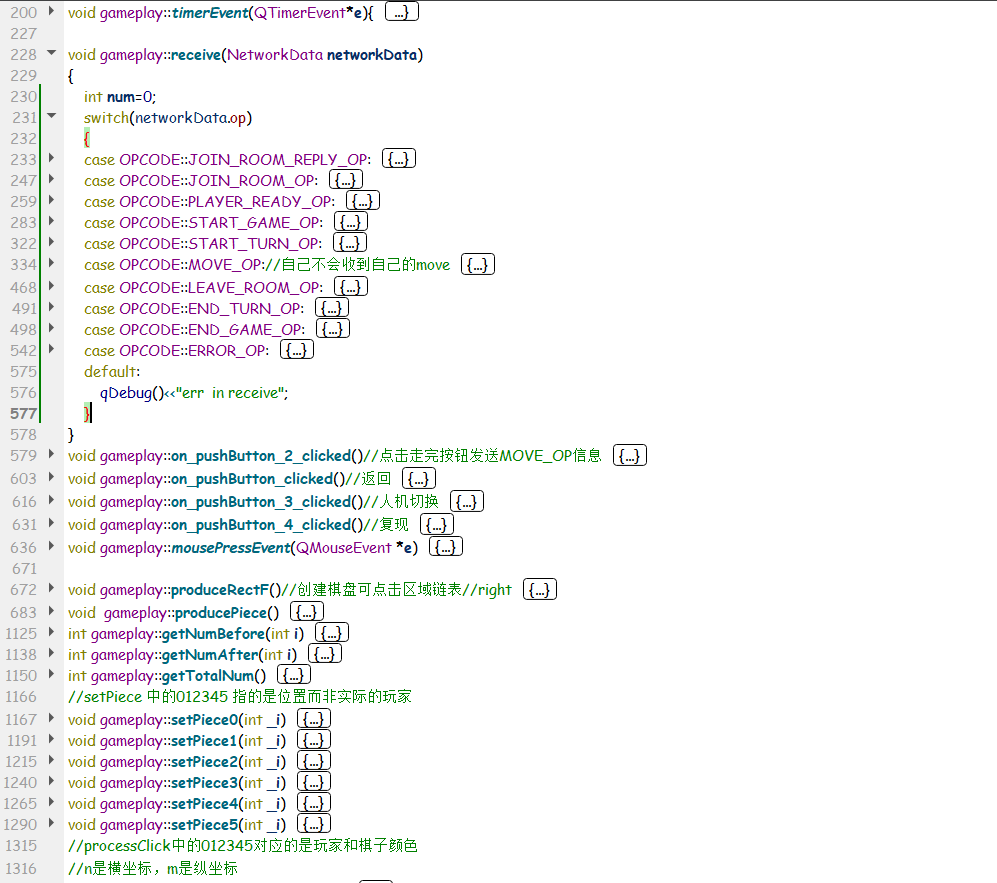 200 void gameplay::timerEvent(QTimerEvent*e){ {...}
227
228 void gameplay::receive(NetworkData networkData)
229 {
230 int num=0;
231 switch(networkData.op)
232 {
233 case OPCODE::JOIN_ROOM_REPLY_OP: {...}
247 case OPCODE::JOIN_ROOM_OP: {...}
259 case OPCODE::PLAYER_READY_OP: {...}
283 case OPCODE::START_GAME_OP: {...}
322 case OPCODE::START_TURN_OP: {...}
334 case OPCODE::MOVE_OP://自己不会收到自己的move {...}
468 case OPCODE::LEAVE_ROOM_OP: {...}
491 case OPCODE::END_TURN_OP: {...}
498 case OPCODE::END_GAME_OP: {...}
542 case OPCODE::ERROR_OP: {...}
575 default:
576 qDebug()<<"err  in receive";
577 }
578 }
579 void gameplay::on_pushButton_2_clicked()//点击走完按钮发送MOVE_OP信息 {...}
603 void gameplay::on_pushButton_clicked()//返回 {...}
616 void gameplay::on_pushButton_3_clicked()//人机切换 {...}
631 void gameplay::on_pushButton_4_clicked()//复现 {...}
636 void gameplay::mousePressEvent(QMouseEvent *e) {...}
671
672 void gameplay::produceRectF()//创建棋盘可点击区域链表//right {...}
683 void  gameplay::producePiece() {...}
1125 int gameplay::getNumBefore(int i) {...}
1138 int gameplay::getNumAfter(int i) {...}
1150 int gameplay::getTotalNum() {...}
1166 //setPiece 中的012345 指的是位置而非实际的玩家
1167 void gameplay::setPiece0(int _i) {...}
1191 void gameplay::setPiece1(int _i) {...}
1215 void gameplay::setPiece2(int _i) {...}
1240 void gameplay::setPiece3(int _i) {...}
1265 void gameplay::setPiece4(int _i) {...}
1290 void gameplay::setPiece5(int _i) {...}
1315 //processClick中的012345对应的是玩家和棋子颜色
1316 //n是横坐标，m是纵坐标